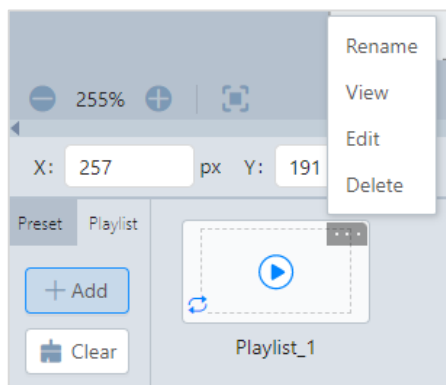 Rename
View
Edit
Delete
255%
X: 257 px Y: 191
Preset Playlist
Add
Clear
Playlist_1